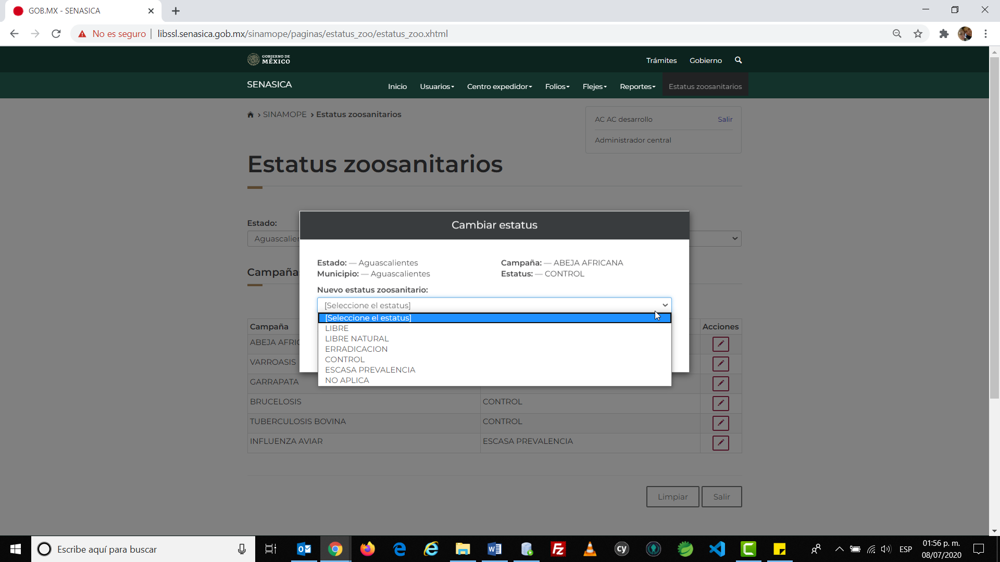 GOB.MX - SENASICA
No es seguro
libssl.senasica.gob.mx/sinamope/paginas/estatus_zoo/estatus_zoo.xhtml
GOBIERNO DE
MÉXICO
Trámites
Gobierno
SENASICA
Inicio
Usuarios
Centro expedidor
Folios
Flejes
Reportes
Estatus zoosanitarios
SINAMOPE
Estatus zoosanitarios
AC AC desarrollo
Salir
Administrador central
Estatus zoosanitarios
Estado:
Aguascalien
Campaña
Cambiar estatus
Estado: — Aguascalientes
Campaña: — ABEJA AFRICANA
Municipio: — Aguascalientes
Estatus: — CONTROL
Nuevo estatus zoosanitario:
[Seleccione el estatus]
[Seleccione el estatus]
LIBRE
LIBRE NATURAL
ERRADICACION
CONTROL
ESCASA PREVALENCIA
NO APLICA
Campaña
Acciones
ABEJA AFRIC
VARROASIS
GARRAPATA
BRUCELOSIS
CONTROL
TUBERCULOSIS BOVINA
CONTROL
INFLUENZA AVIAR
ESCASA PREVALENCIA
Limpiar
Salir
Escribe aquí para buscar
ESP
01:56 p. m.
08/07/2020